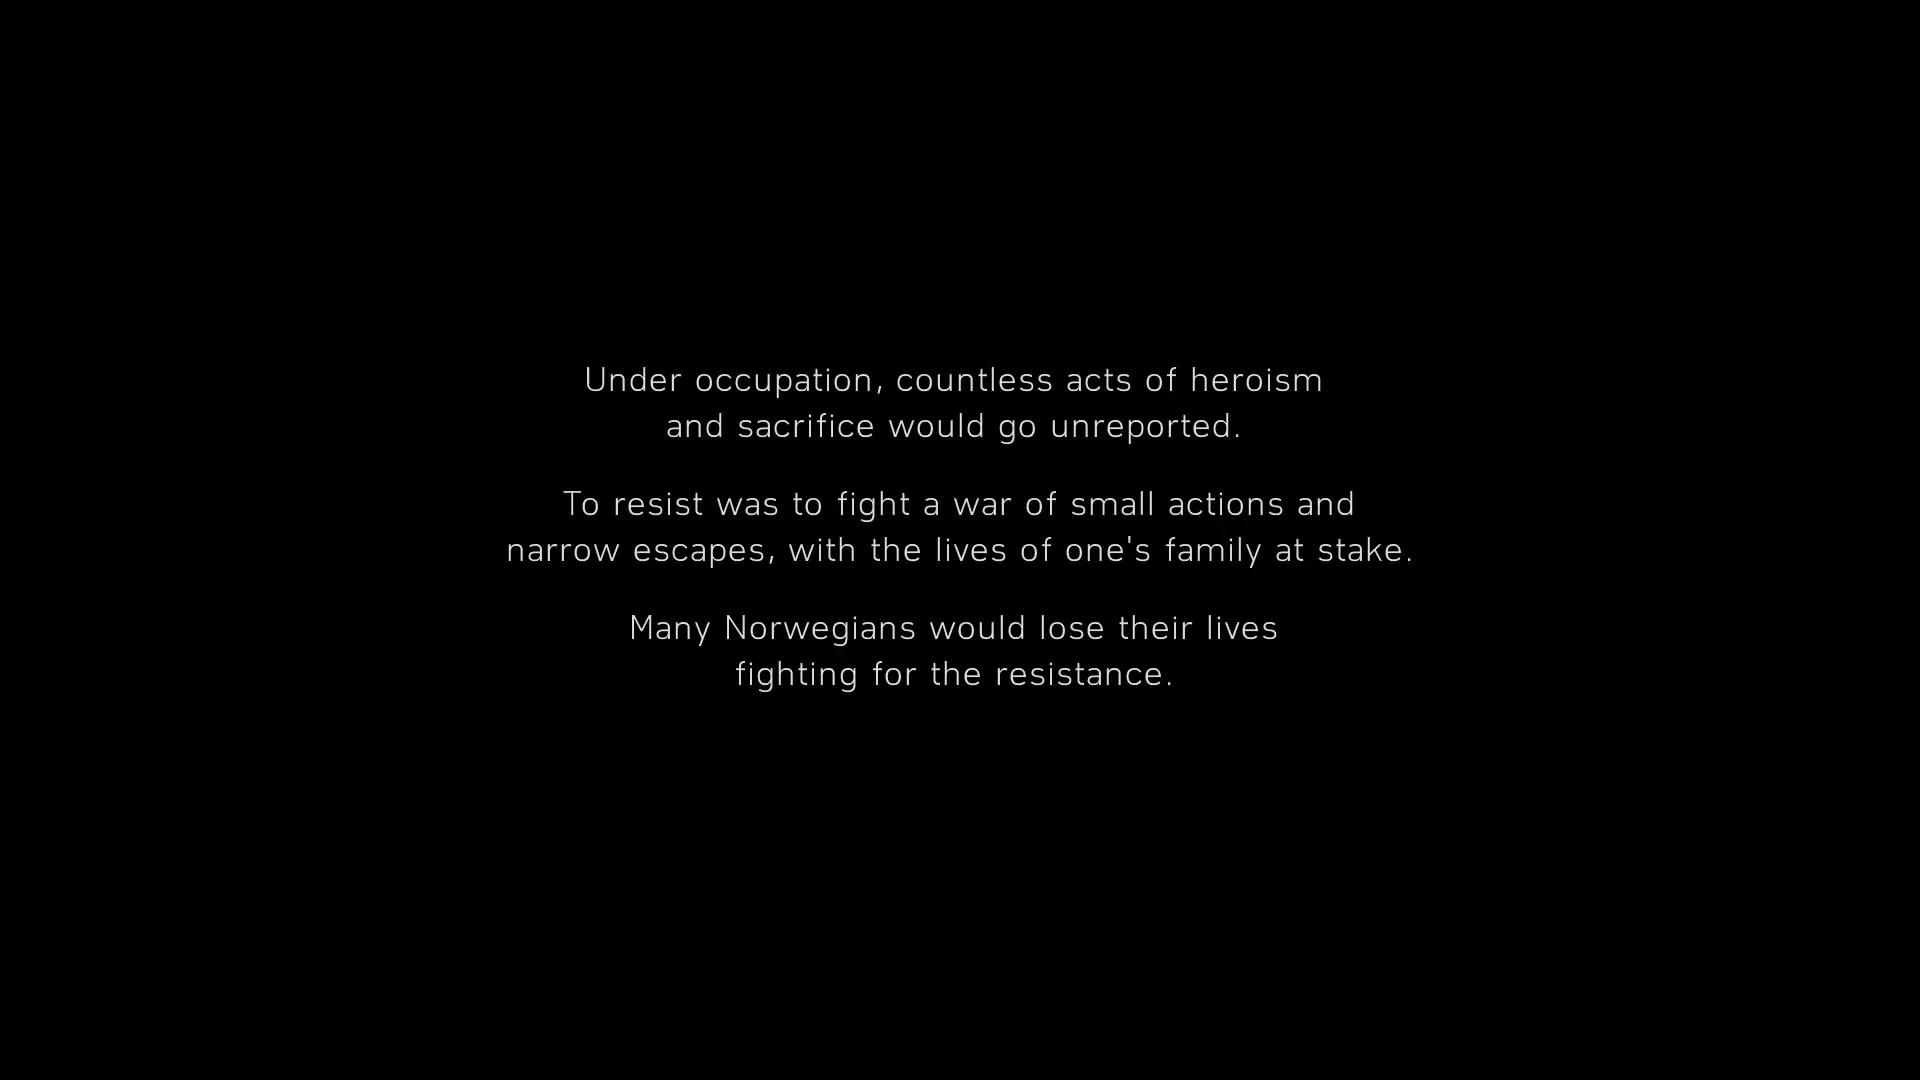 Under occupation, countless acts of heroism
and sacrifice would go unreported.
To resist was to fight a war of small actions and
narrow escapes, with the lives of one's family at stake.
Many Norwegians would lose their lives
fighting for the resistance.